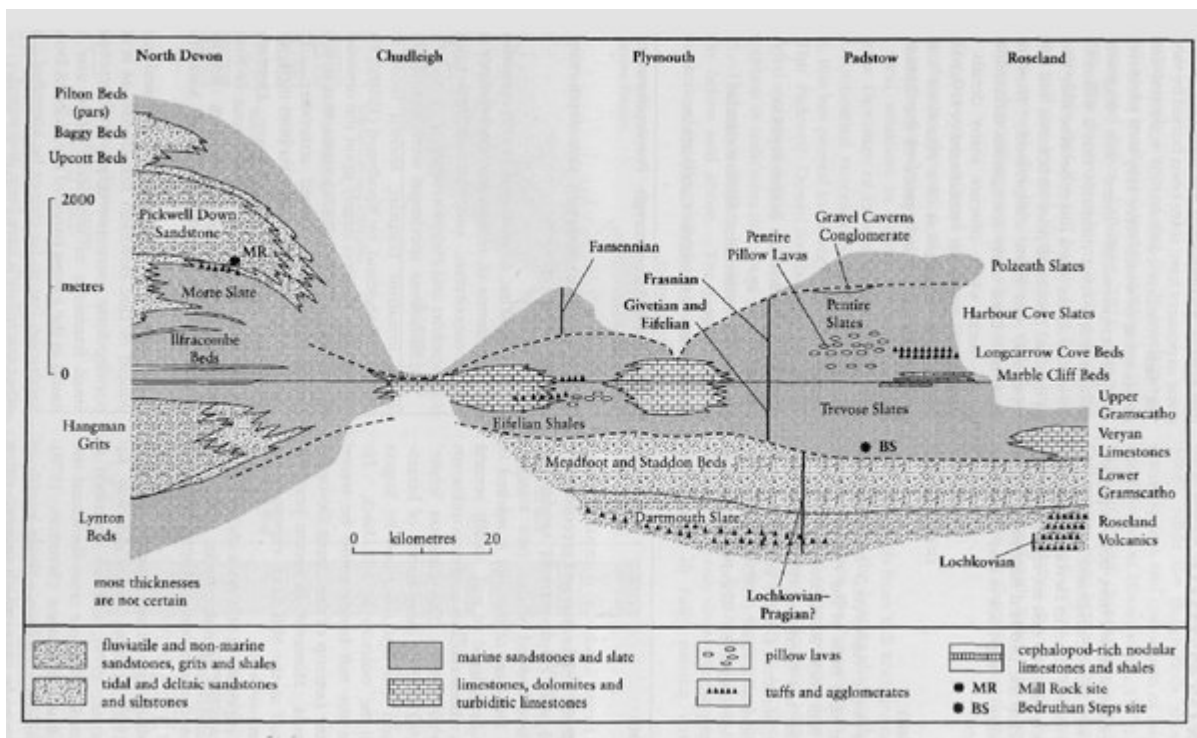 North Devon
Chudleigh
Plymouth
Padstow
Roseland
Pilton Beds
(pars)
Baggy Beds
Upcott Beds
2000
metres
0
Hangman
Grits
Lynton
Beds
most thicknesses
are not certain
Pickwell Down
Sandstone
MR
Morte Slate
Ilfracombe
Beds
Famennian
Frasnian
Givetian and
Eifelian
Pentire
Pillow Lavas
Gravel Caverns
Conglomerate
Pentire
Slates
Polzeath Slates
Harbour Cove Slates
Longcarrow Cove Beds
Marble Cliff Beds
Trevose Slates
BS
Upper
Gramscatho
Veryan
Limestones
Lower
Gramscatho
Roseland
Volcanics
Lochkovian
Eifelian Shales
Meadfoot and Staddon Beds
Dartmouth Slate
Lochkovian–
Pragian?
0 kilometres 20
fluviatile and non-marine
sandstones, grits and shales
tidal and deltaic sandstones
and siltstones
marine sandstones and slate
limestones, dolomites and
turbiditic limestones
pillow lavas
tuffs and agglomerates
cephalopod-rich nodular
limestones and shales
MR Mill Rock site
BS Bedruthan Steps site